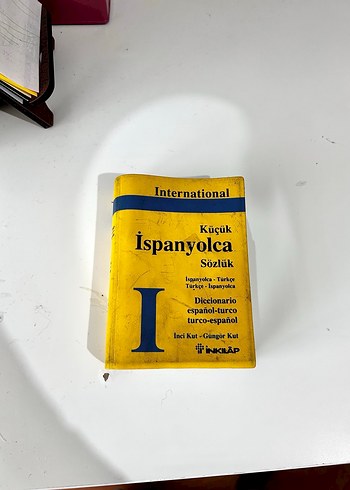 International
Küçük
İspanyolca
Sözlük
İspanyolca - Türkçe
Türkçe - İspanyolca
Diccionario
español-turco
turco-español
I
İnci Kut - Güngör Kut
İNKILÂP